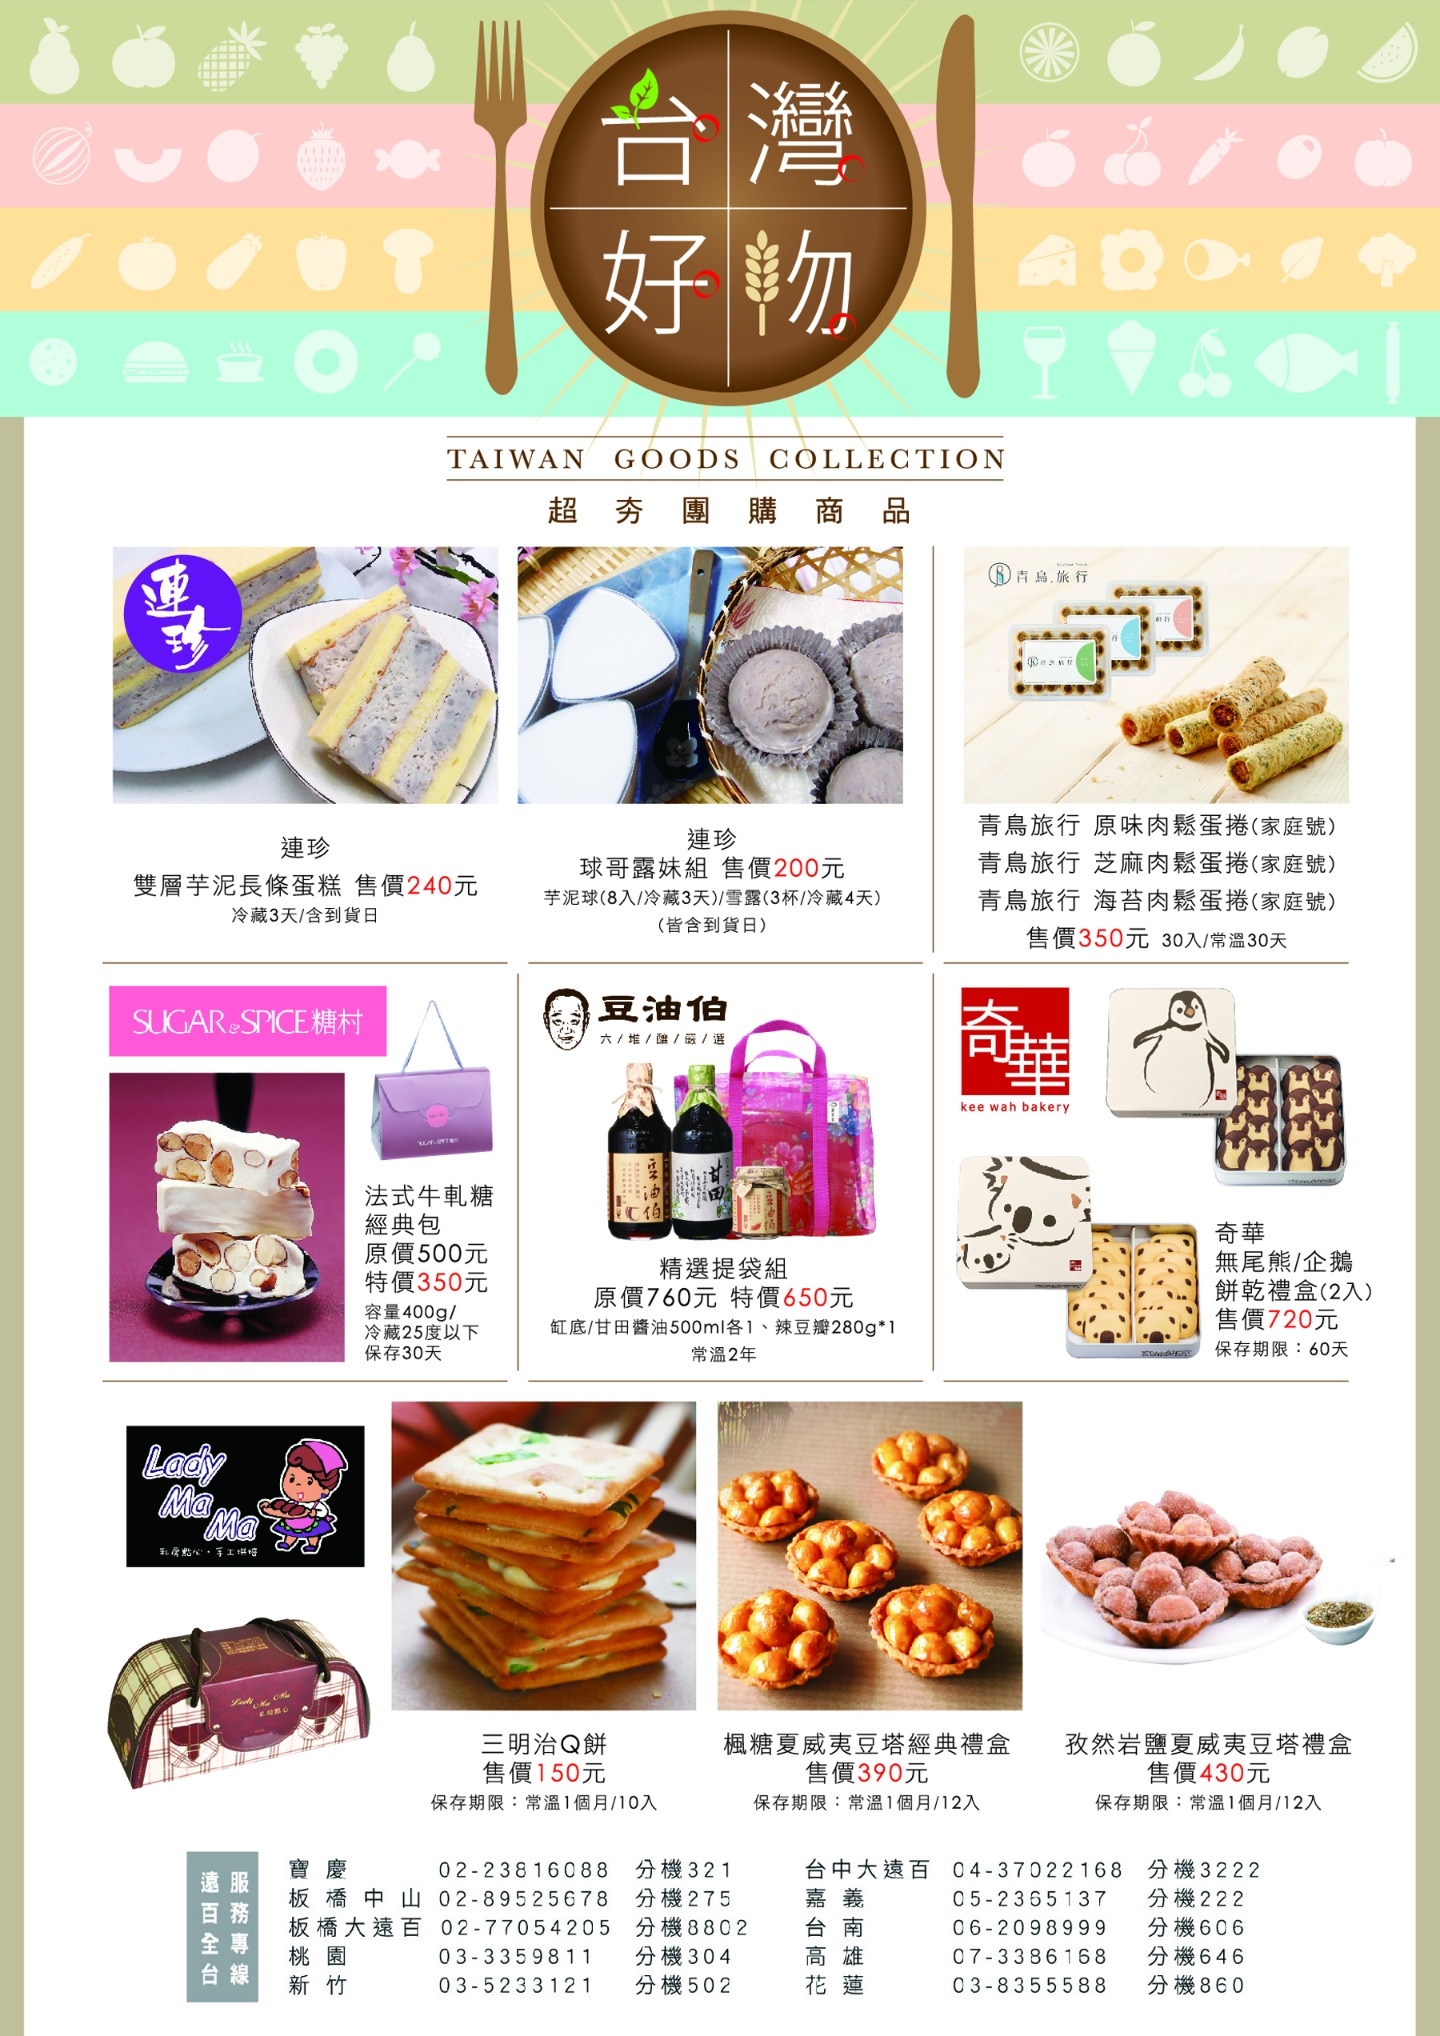 台灣
好物
TAIWAN GOODS COLLECTION
超夯團購商品
連珍
連珍
雙層芋泥長條蛋糕 售價240元
冷藏3天/含到貨日
連珍
球哥露妹組 售價200元
芋泥球(8入/冷藏3天)/雪露(3杯/冷藏4天)
(皆含到貨日)
青鳥.旅行
青鳥旅行 原味肉鬆蛋捲(家庭號)
青鳥旅行 芝麻肉鬆蛋捲(家庭號)
青鳥旅行 海苔肉鬆蛋捲(家庭號)
售價350元 30入/常溫30天
SUGAR & SPICE 糖村
法式牛軋糖
經典包
原價500元
特價350元
容量400g/
冷藏25度以下
保存30天
豆油伯
六/堆/釀/嚴/選
豆油伯
甘田
豆油伯
精選提袋組
原價760元 特價650元
缸底/甘田醬油500ml各1、辣豆瓣280g*1
常溫2年
奇華
kee wah bakery
奇華
無尾熊/企鵝
餅乾禮盒(2入)
售價720元
保存期限：60天
Lady
Ma
Ma
私房點心・手工烘焙
Lady Ma Ma
私房點心
三明治Q餅
售價150元
保存期限：常溫1個月/10入
楓糖夏威夷豆塔經典禮盒
售價390元
保存期限：常溫1個月/12入
孜然岩鹽夏威夷豆塔禮盒
售價430元
保存期限：常溫1個月/12入
遠百全台
服務專線
寶慶 02-23816088 分機321
板橋中山 02-89525678 分機275
板橋大遠百 02-77054205 分機8802
桃園 03-3359811 分機304
新竹 03-5233121 分機502
台中大遠百 04-37022168 分機3222
嘉義 05-2365137 分機222
台南 06-2098999 分機606
高雄 07-3386168 分機646
花蓮 03-8355588 分機860